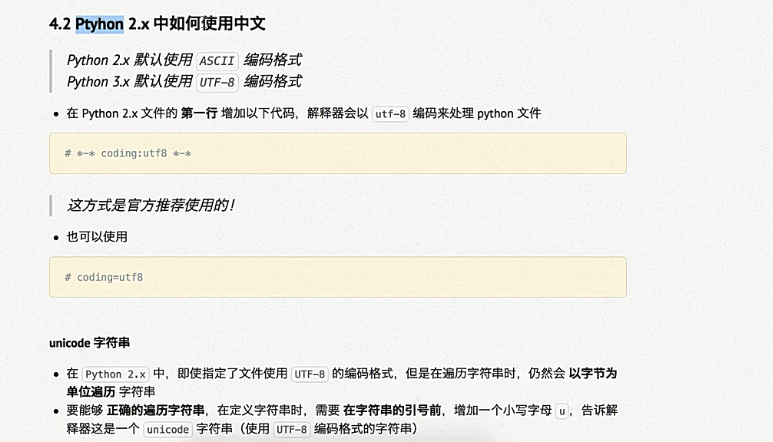 4.2 Ptyhon 2.x 中如何使用中文
Python 2.x 默认使用 ASCII 编码格式
Python 3.x 默认使用 UTF-8 编码格式
• 在 Python 2.x 文件的 第一行 增加以下代码，解释器会以 utf-8 编码来处理 python 文件
# *-* coding:utf8 *-*
这方式是官方推荐使用的！
• 也可以使用
# coding=utf8
unicode 字符串
• 在 Python 2.x 中，即使指定了文件使用 UTF-8 的编码格式，但是在遍历字符串时，仍然会 以字节为
单位遍历 字符串
• 要能够 正确的遍历字符串，在定义字符串时，需要 在字符串的引号前，增加一个小写字母 u，告诉解
释器这是一个 unicode 字符串（使用 UTF-8 编码格式的字符串）